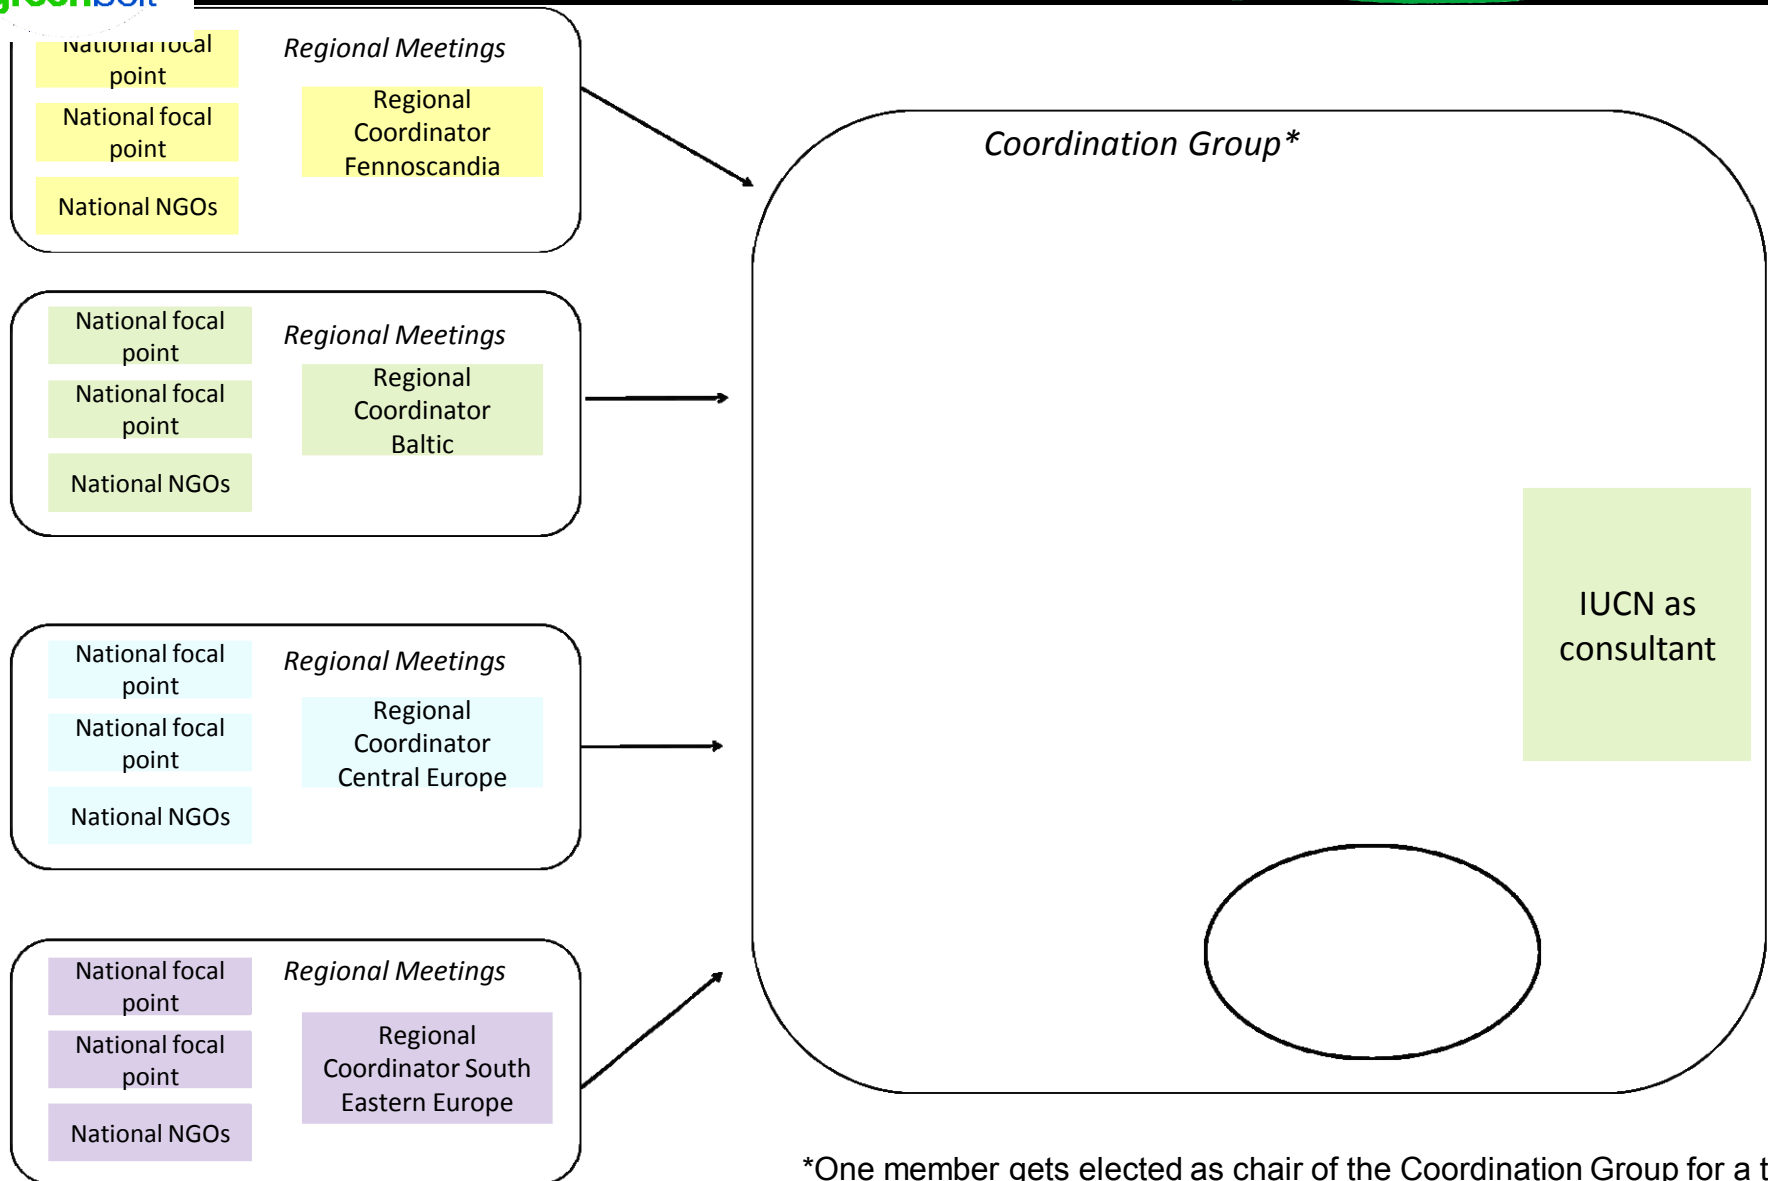 greenbelt
National focal
point
National focal
point
National NGOs
Regional Meetings
Regional
Coordinator
Fennoscandia
National focal
point
National focal
point
National NGOs
Regional Meetings
Regional
Coordinator
Baltic
National focal
point
National focal
point
National NGOs
Regional Meetings
Regional
Coordinator
Central Europe
National focal
point
National focal
point
National NGOs
Regional Meetings
Regional
Coordinator South
Eastern Europe
Coordination Group*
IUCN as
consultant
*One member gets elected as chair of the Coordination Group for a